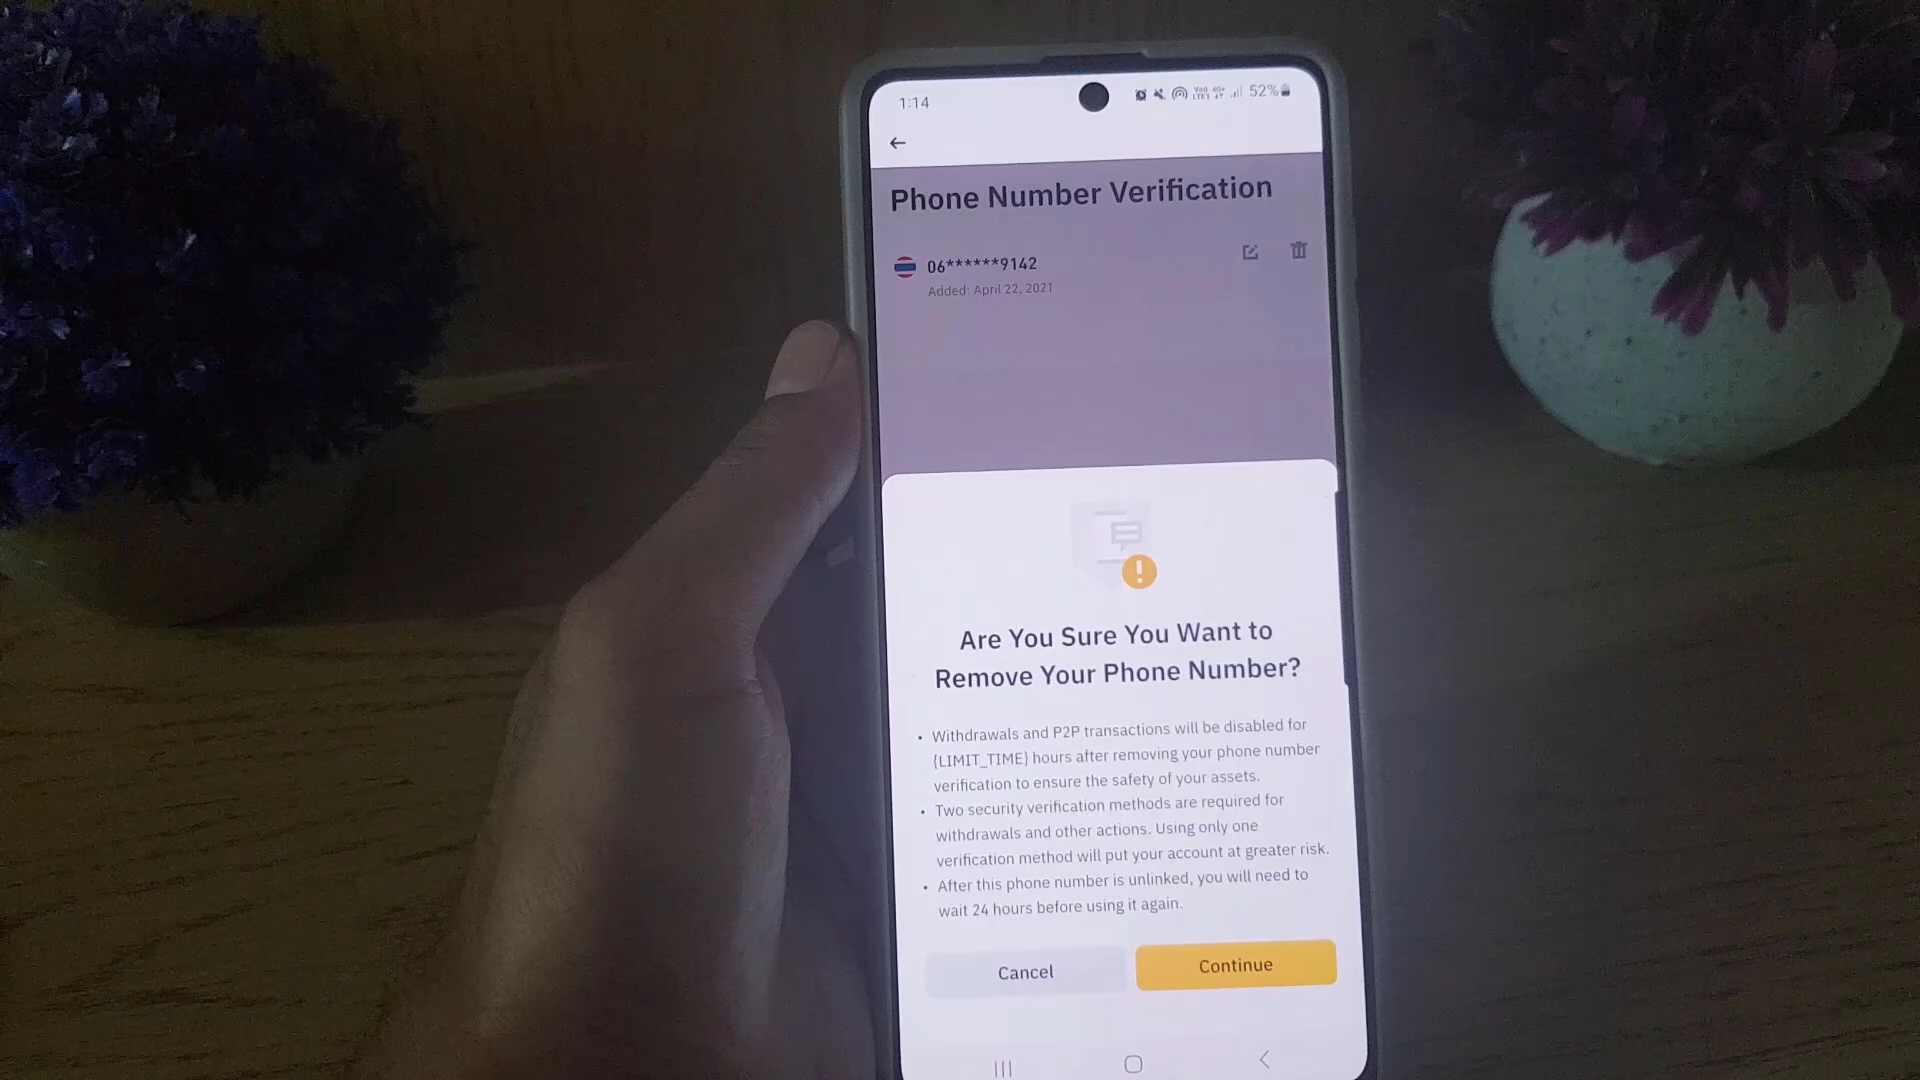 1:14
52%
Phone Number Verification
06******9142
Added: April 22, 2021
Are You Sure You Want to
Remove Your Phone Number?
• Withdrawals and P2P transactions will be disabled for
{LIMIT_TIME} hours after removing your phone number
verification to ensure the safety of your assets.
• Two security verification methods are required for
withdrawals and other actions. Using only one
verification method will put your account at greater risk.
• After this phone number is unlinked, you will need to
wait 24 hours before using it again.
Cancel
Continue